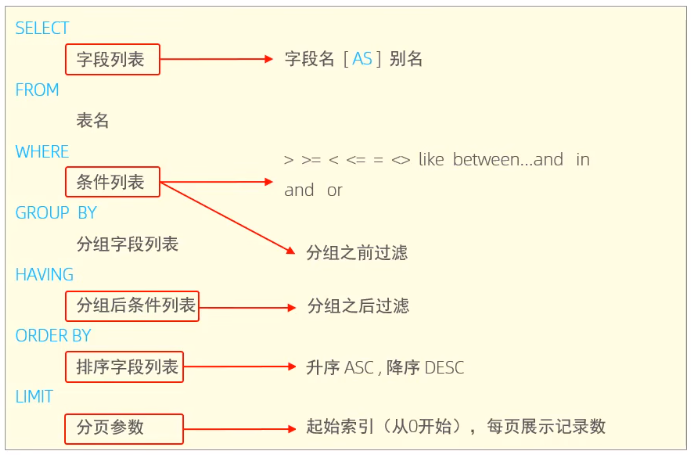 SELECT
字段列表 字段名 [ AS ] 别名
FROM
表名
WHERE
> >= < <= = <> like between...and in
条件列表
and or
GROUP BY
分组字段列表
分组之前过滤
HAVING
分组后条件列表 分组之后过滤
ORDER BY
排序字段列表 升序 ASC , 降序 DESC
LIMIT
分页参数 起始索引（从0开始），每页展示记录数